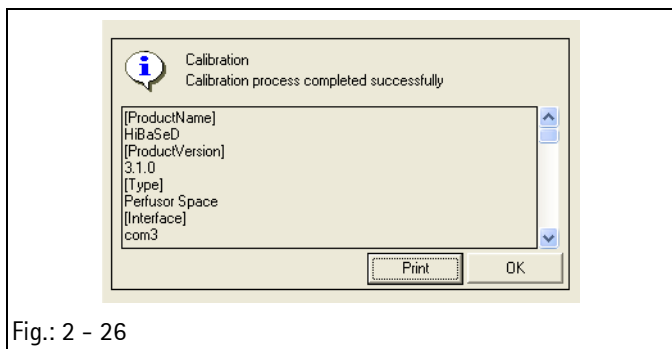 Calibration
Calibration process completed successfully
[ProductName]
HiBaSeD
[ProductVersion]
3.1.0
[Type]
Perfusor Space
[Interface]
com3
Print
OK
Fig.: 2 - 26